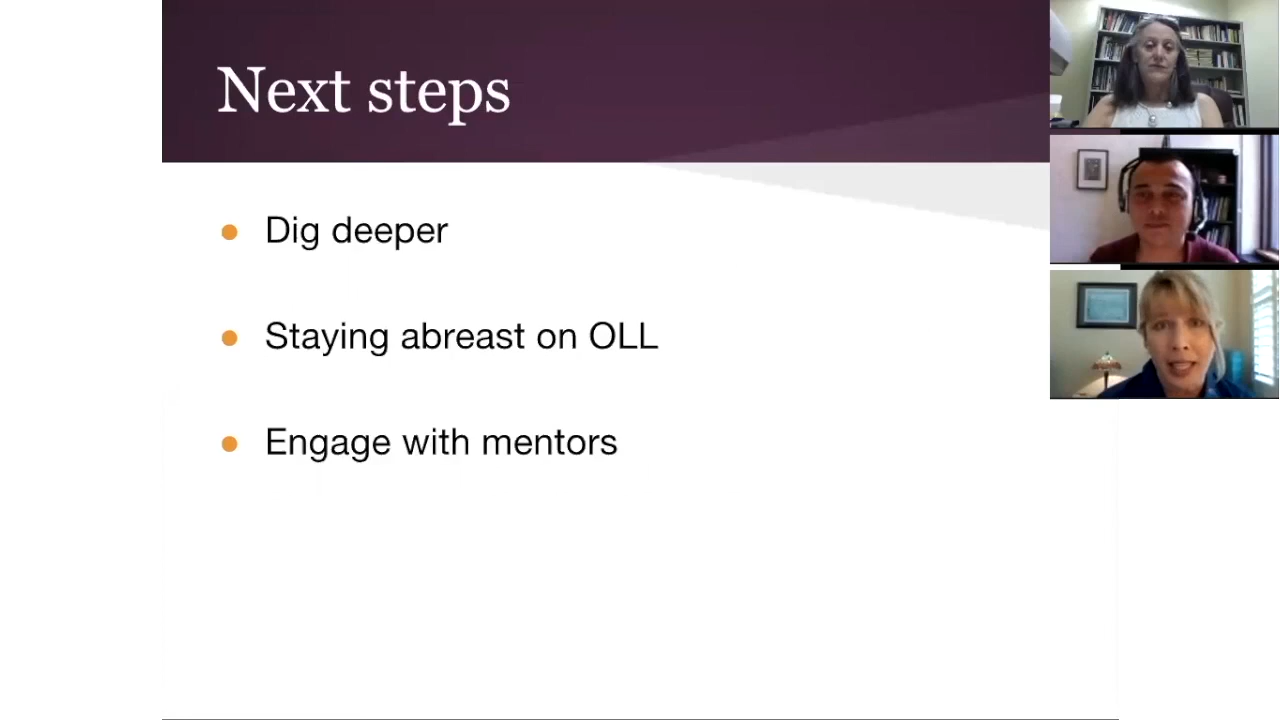 Next steps
Dig deeper
Staying abreast on OLL
Engage with mentors